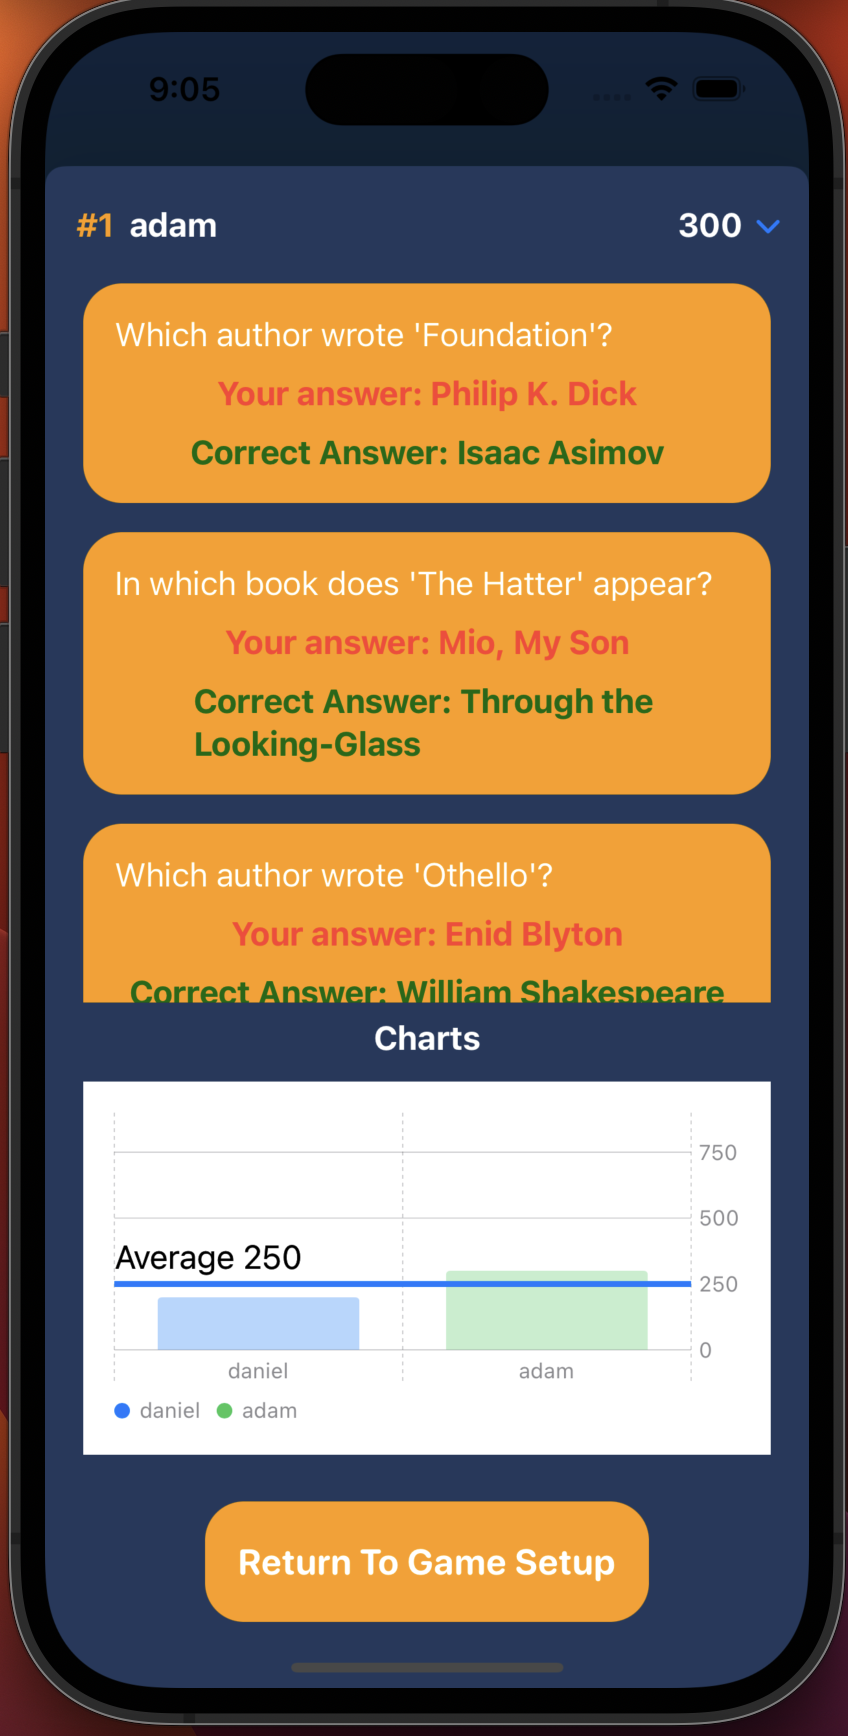 9:05
#1 adam 300
Which author wrote 'Foundation'?
Your answer: Philip K. Dick
Correct Answer: Isaac Asimov
In which book does 'The Hatter' appear?
Your answer: Mio, My Son
Correct Answer: Through the
Looking-Glass
Which author wrote 'Othello'?
Your answer: Enid Blyton
Correct Answer: William Shakespeare
Charts
750
500
Average 250
250
0
daniel adam
daniel adam
Return To Game Setup